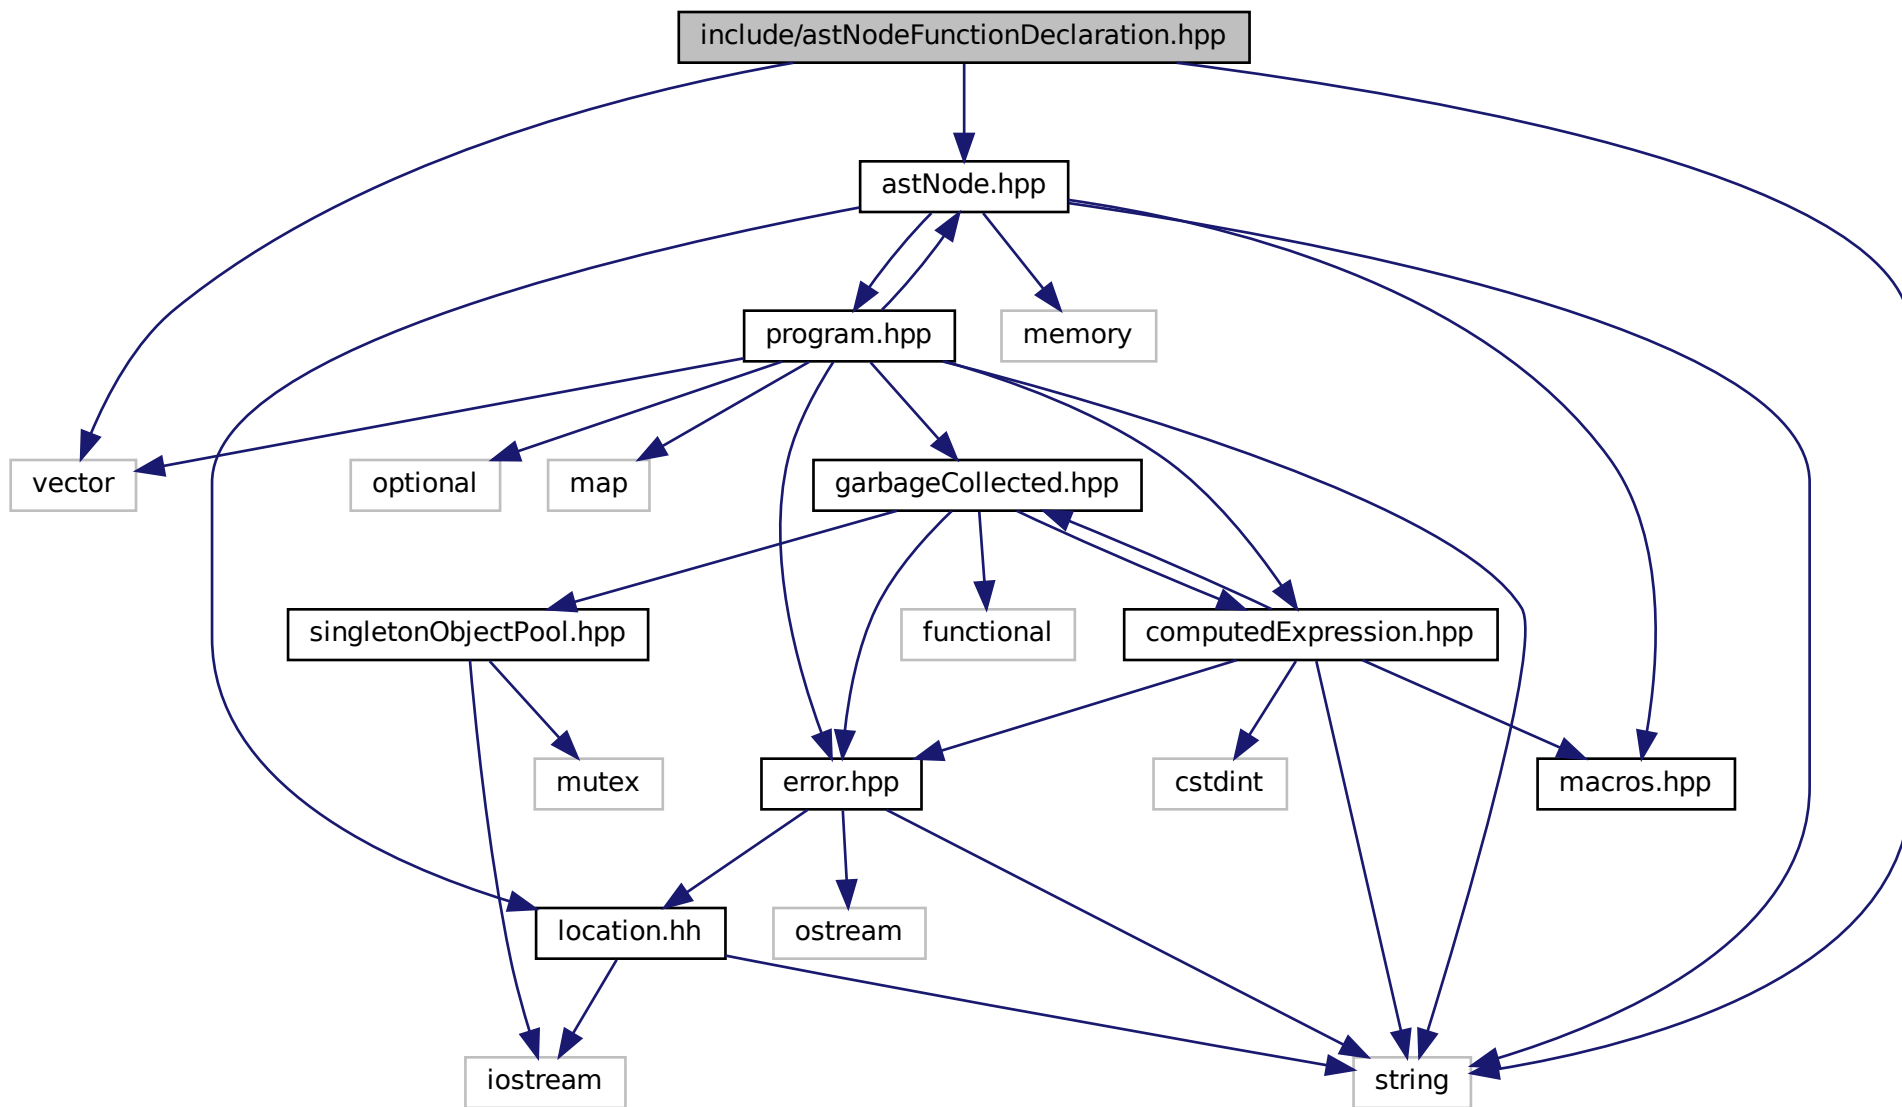 include/astNodeFunctionDeclaration.hpp
astNode.hpp
program.hpp
memory
vector
optional
map
garbageCollected.hpp
singletonObjectPool.hpp
functional
computedExpression.hpp
mutex
error.hpp
cstdint
macros.hpp
location.hh
ostream
iostream
string